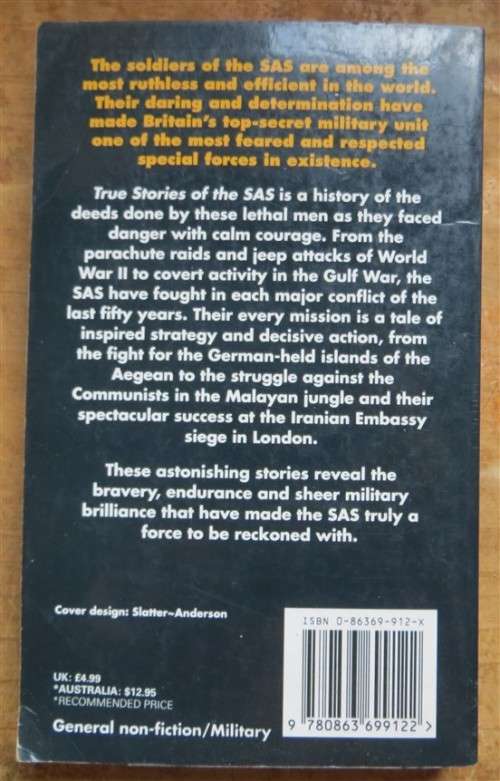 The soldiers of the SAS are among the
most ruthless and efficient in the world.
Their daring and determination have
made Britain's top-secret military unit
one of the most feared and respected
special forces in existence.
True Stories of the SAS is a history of the
deeds done by these lethal men as they faced
danger with calm courage. From the
parachute raids and jeep attacks of World
War II to covert activity in the Gulf War, the
SAS have fought in each major conflict of the
last fifty years. Their every mission is a tale of
inspired strategy and decisive action, from
the fight for the German-held islands of the
Aegean to the struggle against the
Communists in the Malayan jungle and their
spectacular success at the Iranian Embassy
siege in London.
These astonishing stories reveal the
bravery, endurance and sheer military
brilliance that have made the SAS truly a
force to be reckoned with.
Cover design: Slatter~Anderson
ISBN 0-86369-912-X
UK: £4.99
*AUSTRALIA: $12.95
*RECOMMENDED PRICE
General non-fiction/Military
9 780863 699122 >